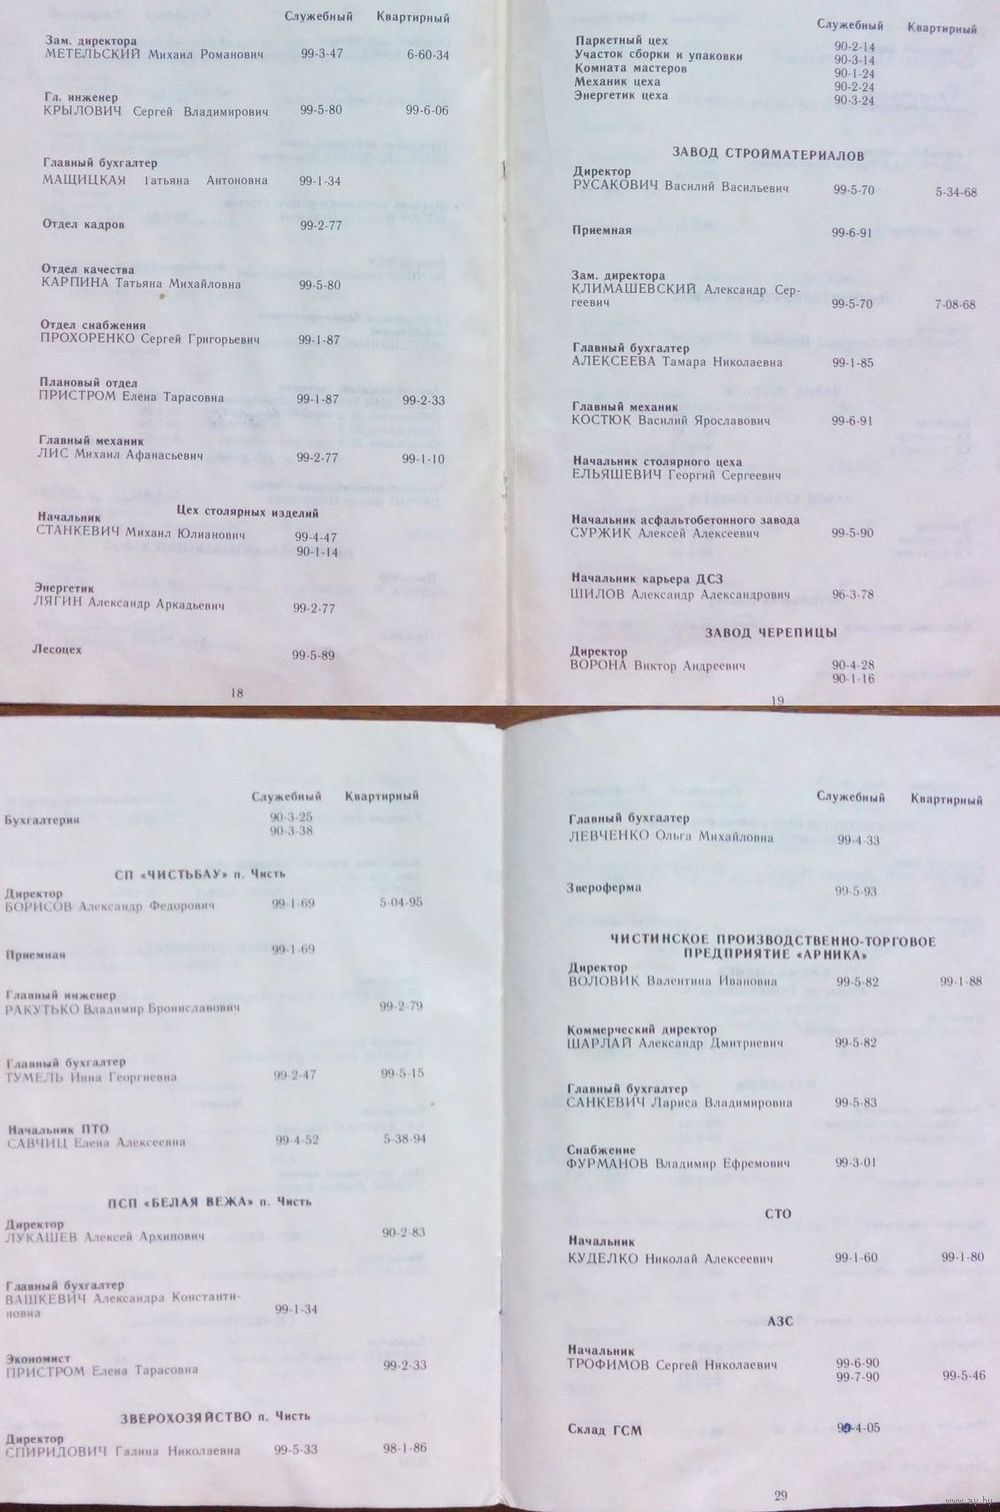 Служебный Квартирный
Зам. директора
МЕТЕЛЬСКИЙ Михаил Романович 99-3-47 6-60-34
Гл. инженер
КРЫЛОВИЧ Сергей Владимирович 99-5-80 99-6-06
Главный бухгалтер
МАЩИЦКАЯ Татьяна Антоновна 99-1-34
Отдел кадров 99-2-77
Отдел качества
КАРПИНА Татьяна Михайловна 99-5-80
Отдел снабжения
ПРОХОРЕНКО Сергей Григорьевич 99-1-87
Плановый отдел
ПРИСТРОМ Елена Тарасовна 99-1-87 99-2-33
Главный механик
ЛИС Михаил Афанасьевич 99-2-77 99-1-10
Цех столярных изделий
Начальник
СТАНКЕВИЧ Михаил Юлианович 99-4-47
90-1-14
Энергетик
ЛЯГИН Александр Аркадьевич 99-2-77
Лесоцех 99-5-89
18
Служебный Квартирный
Паркетный цех 90-2-14
Участок сборки и упаковки 90-3-14
Комната мастеров 90-1-24
Механик цеха 90-2-24
Энергетик цеха 90-3-24
ЗАВОД СТРОЙМАТЕРИАЛОВ
Директор
РУСАКОВИЧ Василий Васильевич 99-5-70 5-34-68
Приемная 99-6-91
Зам. директора
КЛИМАШЕВСКИЙ Александр Сер-
геевич 99-5-70 7-08-68
Главный бухгалтер
АЛЕКСЕЕВА Тамара Николаевна 99-1-85
Главный механик
КОСТЮК Василий Ярославович 99-6-91
Начальник столярного цеха
ЕЛЬЯШЕВИЧ Георгий Сергеевич
Начальник асфальтобетонного завода
СУРЖИК Алексей Алексеевич 99-5-90
Начальник карьера ДСЗ
ШИЛОВ Александр Александрович 96-3-78
ЗАВОД ЧЕРЕПИЦЫ
Директор
ВОРОНА Виктор Андреевич 90-4-28
90-1-16
19
Служебный Квартирный
Бухгалтерия 90-3-25
90-3-38
СП «ЧИСТЬБАУ» п. Чисть
Директор
БОРИСОВ Александр Федорович 99-1-69 5-04-95
Приемная 99-1-69
Главный инженер
РАКУТЬКО Владимир Брониславович 99-2-79
Главный бухгалтер
ТУМЕЛЬ Инна Георгиевна 99-2-47 99-5-15
Начальник ПТО
САВЧИЦ Елена Алексеевна 99-4-52 5-38-94
ПСП «БЕЛАЯ ВЕЖА» п. Чисть
Директор
ЛУКАШЕВ Алексей Архипович 90-2-83
Главный бухгалтер
ВАШКЕВИЧ Александра Константи-
новна 99-1-34
Экономист
ПРИСТРОМ Елена Тарасовна 99-2-33
ЗВЕРОХОЗЯЙСТВО п. Чисть
Директор
СПИРИДОВИЧ Галина Николаевна 99-5-33 98-1-86
Служебный Квартирный
Главный бухгалтер
ЛЕВЧЕНКО Ольга Михайловна 99-4-33
Звероферма 99-5-93
ЧИСТИНСКОЕ ПРОИЗВОДСТВЕННО-ТОРГОВОЕ
ПРЕДПРИЯТИЕ «АРНИКА»
Директор
ВОЛОВИК Валентина Ивановна 99-5-82 99-1-88
Коммерческий директор
ШАРЛАЙ Александр Дмитриевич 99-5-82
Главный бухгалтер
САНКЕВИЧ Лариса Владимировна 99-5-83
Снабжение
ФУРМАНОВ Владимир Ефремович 99-3-01
СТО
Начальник
КУДЕЛКО Николай Алексеевич 99-1-60 99-1-80
АЗС
Начальник
ТРОФИМОВ Сергей Николаевич 99-6-90
99-7-90 99-5-46
Склад ГСМ 99-4-05
29
www.ay.by